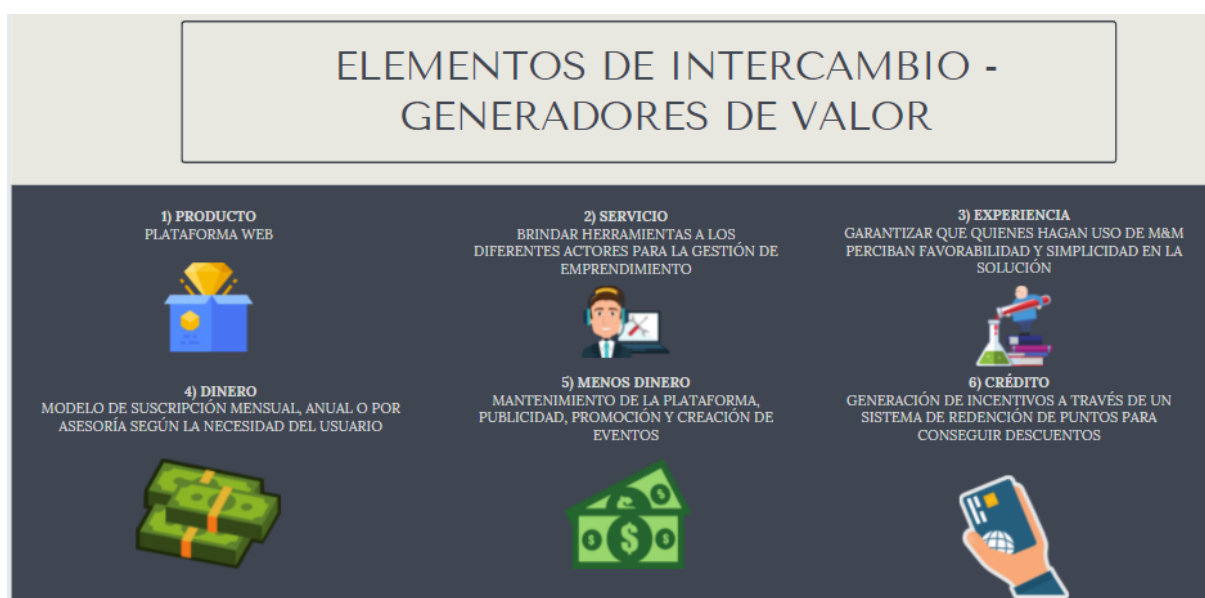 ELEMENTOS DE INTERCAMBIO -
GENERADORES DE VALOR
1) PRODUCTO
PLATAFORMA WEB
2) SERVICIO
BRINDAR HERRAMIENTAS A LOS
DIFERENTES ACTORES PARA LA GESTIÓN DE
EMPRENDIMIENTO
3) EXPERIENCIA
GARANTIZAR QUE QUIENES HAGAN USO DE M&M
PERCIBAN FAVORABILIDAD Y SIMPLICIDAD EN LA
SOLUCIÓN
4) DINERO
MODELO DE SUSCRIPCIÓN MENSUAL, ANUAL O POR
ASESORÍA SEGÚN LA NECESIDAD DEL USUARIO
5) MENOS DINERO
MANTENIMIENTO DE LA PLATAFORMA,
PUBLICIDAD, PROMOCIÓN Y CREACIÓN DE
EVENTOS
6) CRÉDITO
GENERACIÓN DE INCENTIVOS A TRAVÉS DE UN
SISTEMA DE REDENCIÓN DE PUNTOS PARA
CONSEGUIR DESCUENTOS